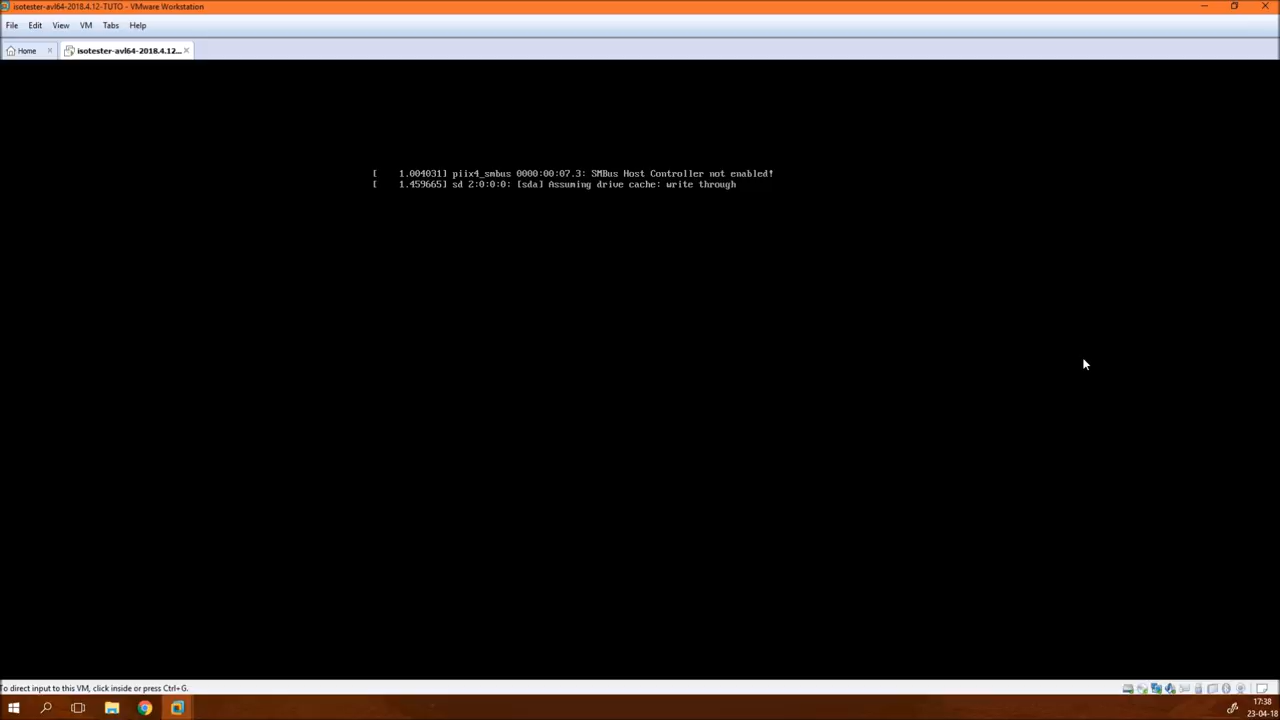 isotester-avl64-2018.4.12-TUTO - VMware Workstation
File Edit View VM Tabs Help
Home isotester-avl64-2018.4.12...
[    1.004031] piix4_smbus 0000:00:07.3: SMBus Host Controller not enabled!
[    1.459665] sd 2:0:0:0: [sda] Assuming drive cache: write through
To direct input to this VM, click inside or press Ctrl+G.
17:38
23-04-18